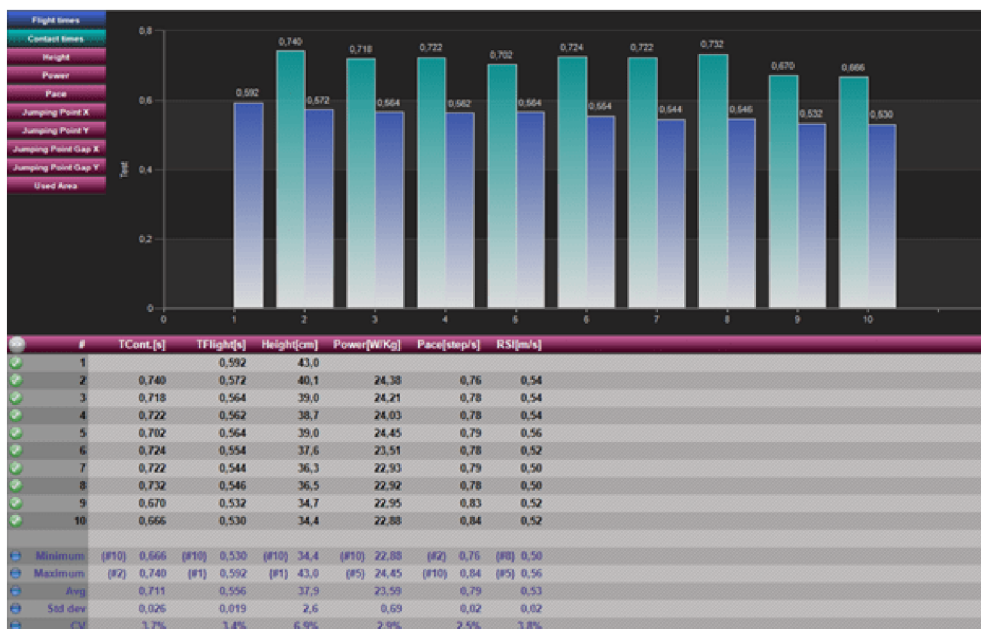 Flight times
Contact times
Height
Power
Pace
Jumping Point X
Jumping Point Y
Jumping Point Gap X
Jumping Point Gap Y
Used Area
Test
0,8
0,6
0,4
0,2
0
0,592
0,740 0,572
0,718 0,564
0,722 0,562
0,702 0,564
0,724 0,554
0,722 0,544
0,732 0,546
0,670 0,532
0,666 0,530
0 1 2 3 4 5 6 7 8 9 10
# TCont.[s] TFlight[s] Height[cm] Power[W/Kg] Pace[step/s] RSI[m/s]
1 0,592 43,0
2 0,740 0,572 40,1 24,38 0,76 0,54
3 0,718 0,564 39,0 24,21 0,78 0,54
4 0,722 0,562 38,7 24,03 0,78 0,54
5 0,702 0,564 39,0 24,45 0,79 0,56
6 0,724 0,554 37,6 23,51 0,78 0,52
7 0,722 0,544 36,3 22,93 0,79 0,50
8 0,732 0,546 36,5 22,92 0,78 0,50
9 0,670 0,532 34,7 22,95 0,83 0,52
10 0,666 0,530 34,4 22,88 0,84 0,52
Minimum (#10) 0,666 (#10) 0,530 (#10) 34,4 (#10) 22,88 (#2) 0,76 (#8) 0,50
Maximum (#2) 0,740 (#1) 0,592 (#1) 43,0 (#5) 24,45 (#10) 0,84 (#5) 0,56
Avg 0,711 0,556 37,9 23,59 0,79 0,53
Std dev 0,026 0,019 2,6 0,69 0,02 0,02
CV 3,7% 3,4% 6,9% 2,9% 2,5% 3,8%